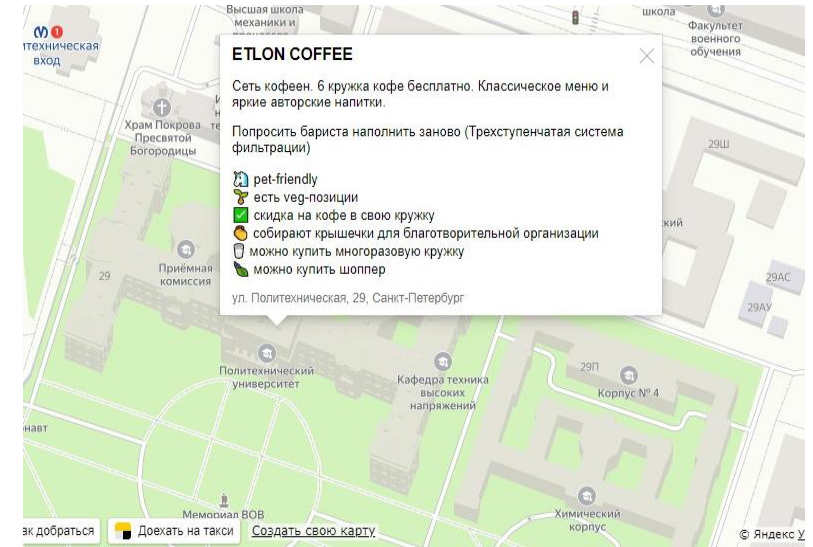 Высшая школа
механики и
школа
Факультет
военного
обучения
1
вход
ETLON COFFEE
Сеть кофеен. 6 кружка кофе бесплатно. Классическое меню и
яркие авторские напитки.
Попросить бариста наполнить заново (Трехступенчатая система
фильтрации)
pet-friendly
есть veg-позиции
скидка на кофе в свою кружку
собирают крышечки для благотворительной организации
можно купить многоразовую кружку
можно купить шоппер
ул. Политехническая, 29, Санкт-Петербург
Храм Покрова
Пресвятой
Богородицы
29Ш
Приёмная
комиссия
29
29АС
29АУ
Политехнический
университет
Кафедра техника
высоких
напряжений
29П
Корпус № 4
Мемориал ВОВ
Химический
корпус
добраться
Доехать на такси
Создать свою карту
© Яндекс